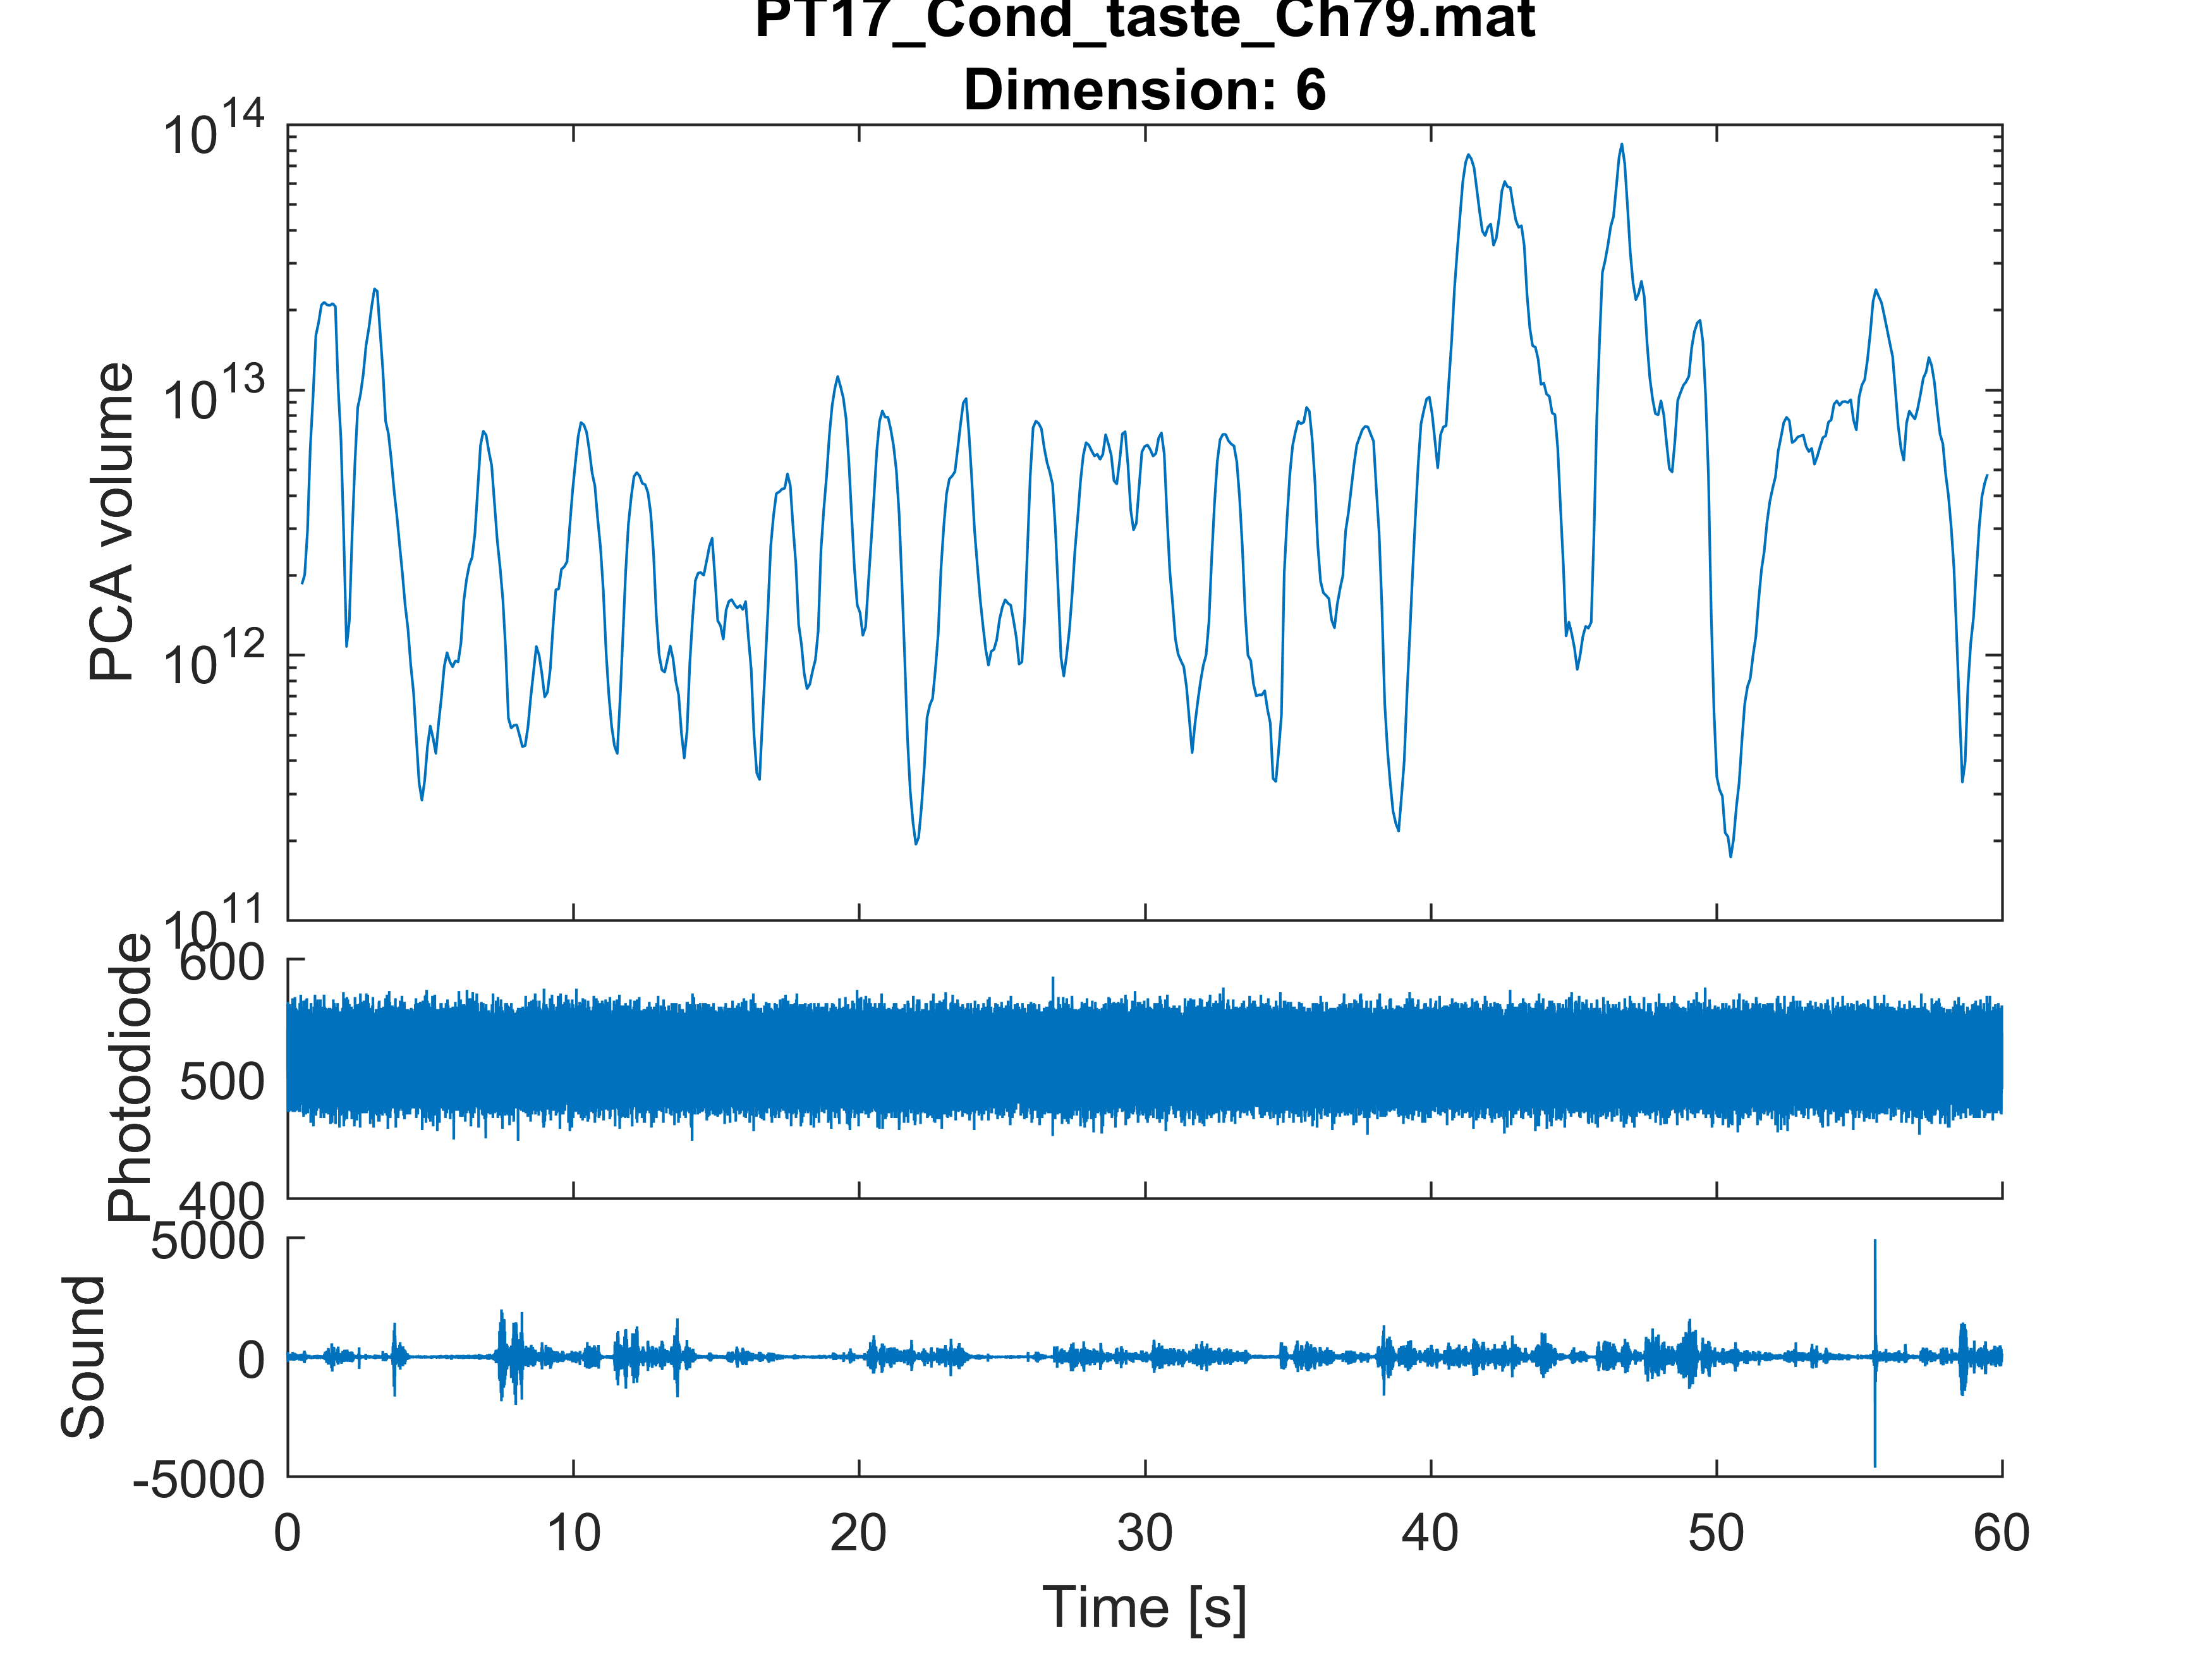 PT17_Cond_taste_Ch79.mat
Dimension: 6
10^14
10^13
10^12
10^11
PCA volume
600
500
400
Photodiode
5000
0
-5000
Sound
0 10 20 30 40 50 60
Time [s]